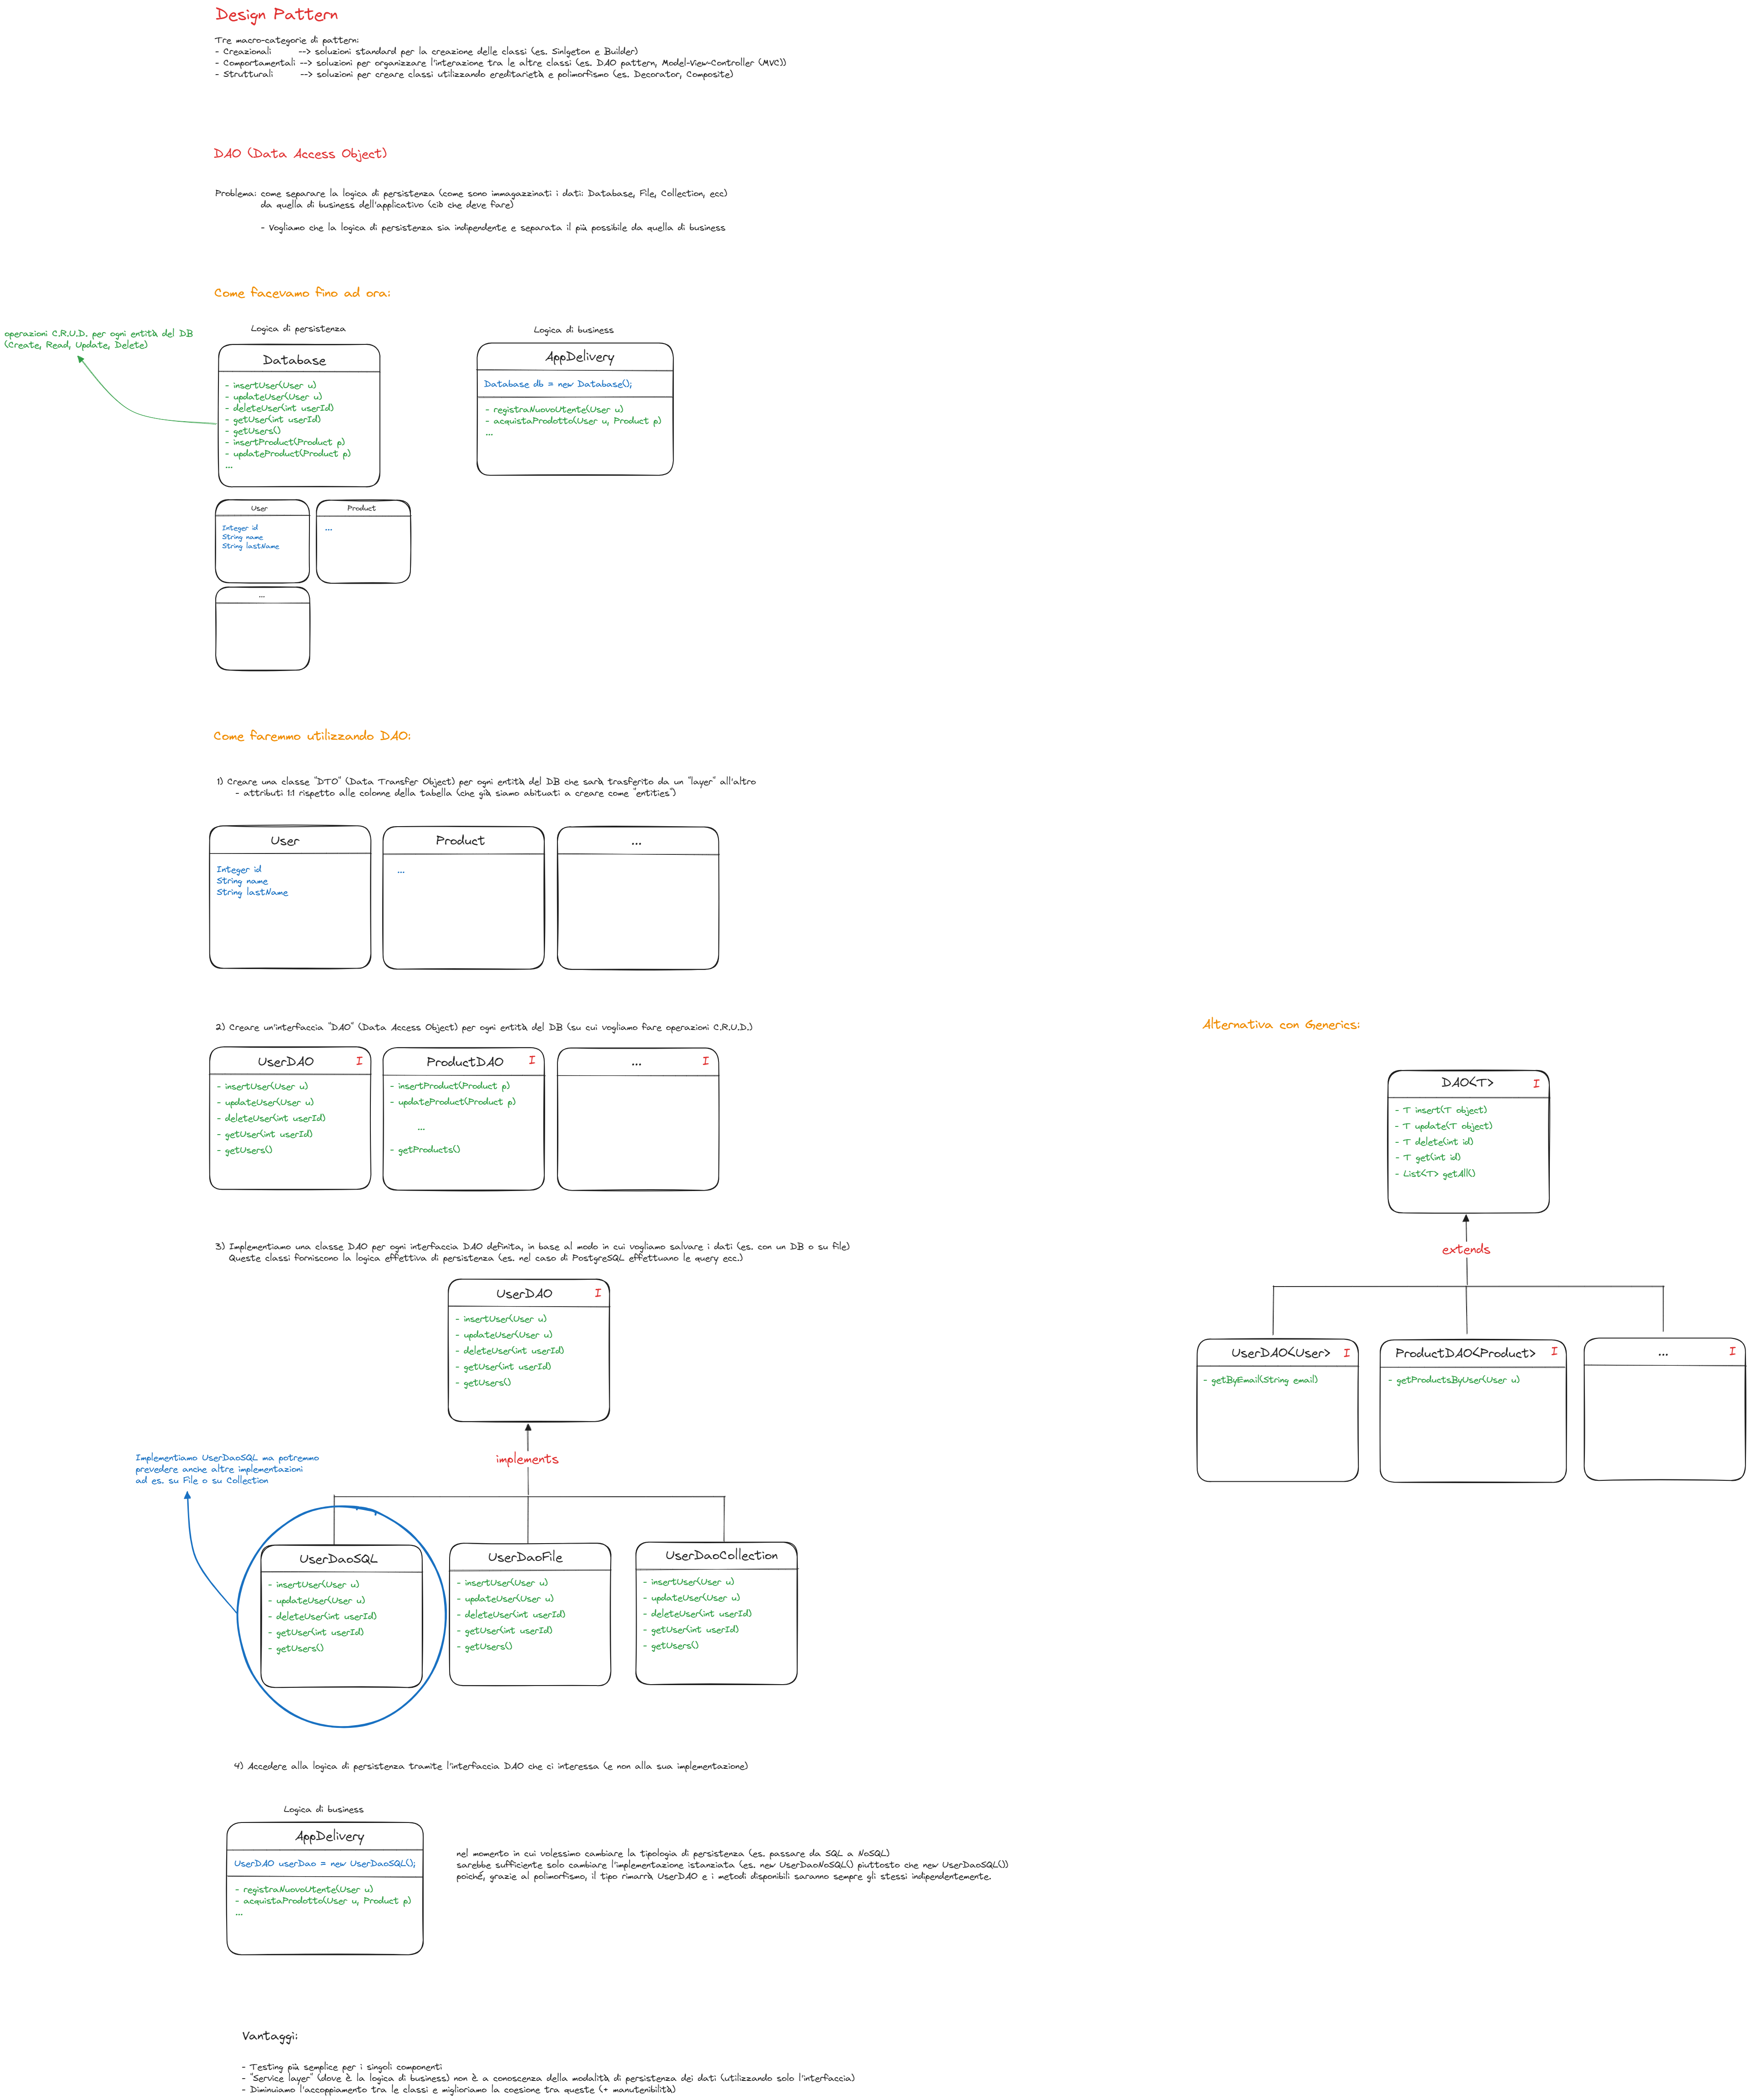 Design Pattern
Tre macro-categorie di pattern:
- Creazionali --> soluzioni standard per la creazione delle classi (es. Sinlgeton e Builder)
- Comportamentali --> soluzioni per organizzare l'interazione tra le altre classi (es. DAO pattern, Model-View-Controller (MVC))
- Strutturali --> soluzioni per creare classi utilizzando ereditarietà e polimorfismo (es. Decorator, Composite)
DAO (Data Access Object)
Problema: come separare la logica di persistenza (come sono immagazzinati i dati: Database, File, Collection, ecc)
da quella di business dell'applicativo (ciò che deve fare)
- Vogliamo che la logica di persistenza sia indipendente e separata il più possibile da quella di business
Come facevamo fino ad ora:
operazioni C.R.U.D. per ogni entità del DB
(Create, Read, Update, Delete)
Logica di persistenza
Database
- insertUser(User u)
- updateUser(User u)
- deleteUser(int userId)
- getUser(int userId)
- getUsers()
- insertProduct(Product p)
- updateProduct(Product p)
...
Logica di business
AppDelivery
Database db = new Database();
- registraNuovoUtente(User u)
- acquistaProdotto(User u, Product p)
...
User
Integer id
String name
String lastName
Product
...
...
Come faremmo utilizzando DAO:
1) Creare una classe "DTO" (Data Transfer Object) per ogni entità del DB che sarà trasferito da un "layer" all'altro
- attributi 1:1 rispetto alle colonne della tabella (che già siamo abituati a creare come "entities")
User
Integer id
String name
String lastName
Product
...
...
2) Creare un'interfaccia "DAO" (Data Access Object) per ogni entità del DB (su cui vogliamo fare operazioni C.R.U.D.)
UserDAO I
- insertUser(User u)
- updateUser(User u)
- deleteUser(int userId)
- getUser(int userId)
- getUsers()
ProductDAO I
- insertProduct(Product p)
- updateProduct(Product p)
...
- getProducts()
... I
Alternativa con Generics:
DAO<T> I
- T insert(T object)
- T update(T object)
- T delete(int id)
- T get(int id)
- List<T> getAll()
extends
UserDAO<User> I
- getByEmail(String email)
ProductDAO<Product> I
- getProductsByUser(User u)
... I
3) Implementiamo una classe DAO per ogni interfaccia DAO definita, in base al modo in cui vogliamo salvare i dati (es. con un DB o su file)
Queste classi forniscono la logica effettiva di persistenza (es. nel caso di PostgreSQL effettuano le query ecc.)
UserDAO I
- insertUser(User u)
- updateUser(User u)
- deleteUser(int userId)
- getUser(int userId)
- getUsers()
implements
Implementiamo UserDaoSQL ma potremmo
prevedere anche altre implementazioni
ad es. su File o su Collection
UserDaoSQL
- insertUser(User u)
- updateUser(User u)
- deleteUser(int userId)
- getUser(int userId)
- getUsers()
UserDaoFile
- insertUser(User u)
- updateUser(User u)
- deleteUser(int userId)
- getUser(int userId)
- getUsers()
UserDaoCollection
- insertUser(User u)
- updateUser(User u)
- deleteUser(int userId)
- getUser(int userId)
- getUsers()
4) Accedere alla logica di persistenza tramite l'interfaccia DAO che ci interessa (e non alla sua implementazione)
Logica di business
AppDelivery
UserDAO userDao = new UserDaoSQL();
- registraNuovoUtente(User u)
- acquistaProdotto(User u, Product p)
...
nel momento in cui volessimo cambiare la tipologia di persistenza (es. passare da SQL a NoSQL)
sarebbe sufficiente solo cambiare l'implementazione istanziata (es. new UserDaoNoSQL() piuttosto che new UserDaoSQL())
poiché, grazie al polimorfismo, il tipo rimarrà UserDAO e i metodi disponibili saranno sempre gli stessi indipendentemente.
Vantaggi:
- Testing più semplice per i singoli componenti
- "Service layer" (dove è la logica di business) non è a conoscenza della modalità di persistenza dei dati (utilizzando solo l'interfaccia)
- Diminuiamo l'accoppiamento tra le classi e miglioriamo la coesione tra queste (+ manutenibilità)